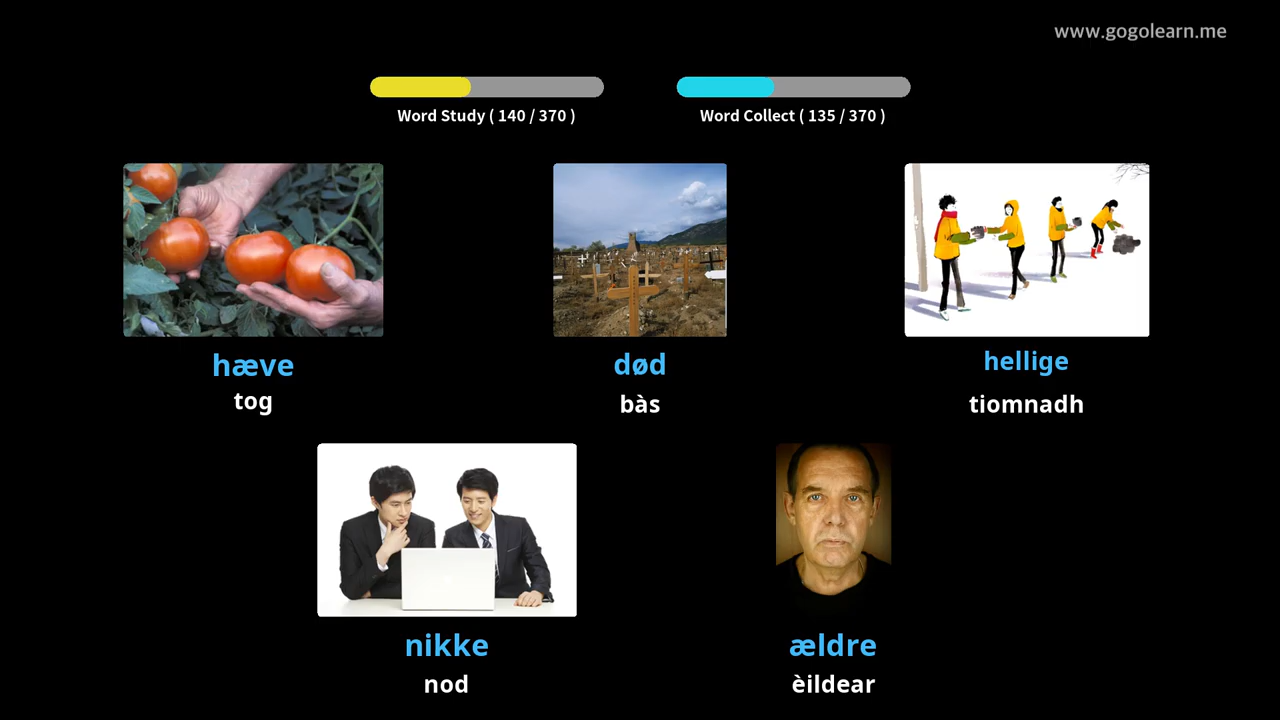 www.gogolearn.me
Word Study ( 140 / 370 )
Word Collect ( 135 / 370 )
hæve
tog
død
bàs
hellige
tiomnadh
nikke
nod
ældre
èildear